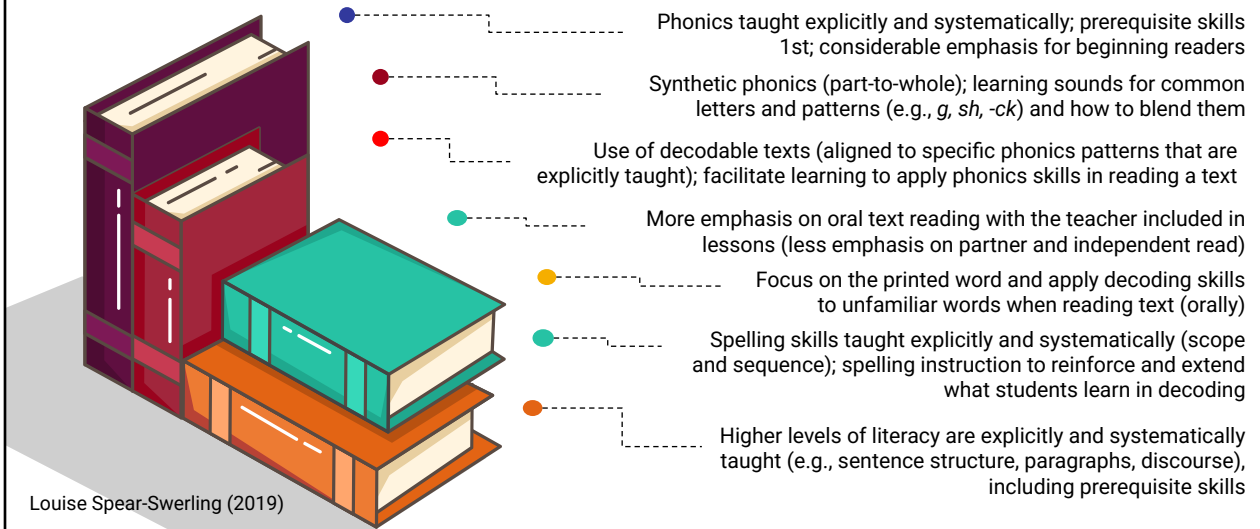 Phonics taught explicitly and systematically; prerequisite skills
1st; considerable emphasis for beginning readers
Synthetic phonics (part-to-whole); learning sounds for common
letters and patterns (e.g., g, sh, -ck) and how to blend them
Use of decodable texts (aligned to specific phonics patterns that are
explicitly taught); facilitate learning to apply phonics skills in reading a text
More emphasis on oral text reading with the teacher included in
lessons (less emphasis on partner and independent read)
Focus on the printed word and apply decoding skills
to unfamiliar words when reading text (orally)
Spelling skills taught explicitly and systematically (scope
and sequence); spelling instruction to reinforce and extend
what students learn in decoding
Higher levels of literacy are explicitly and systematically
taught (e.g., sentence structure, paragraphs, discourse),
including prerequisite skills
Louise Spear-Swerling (2019)